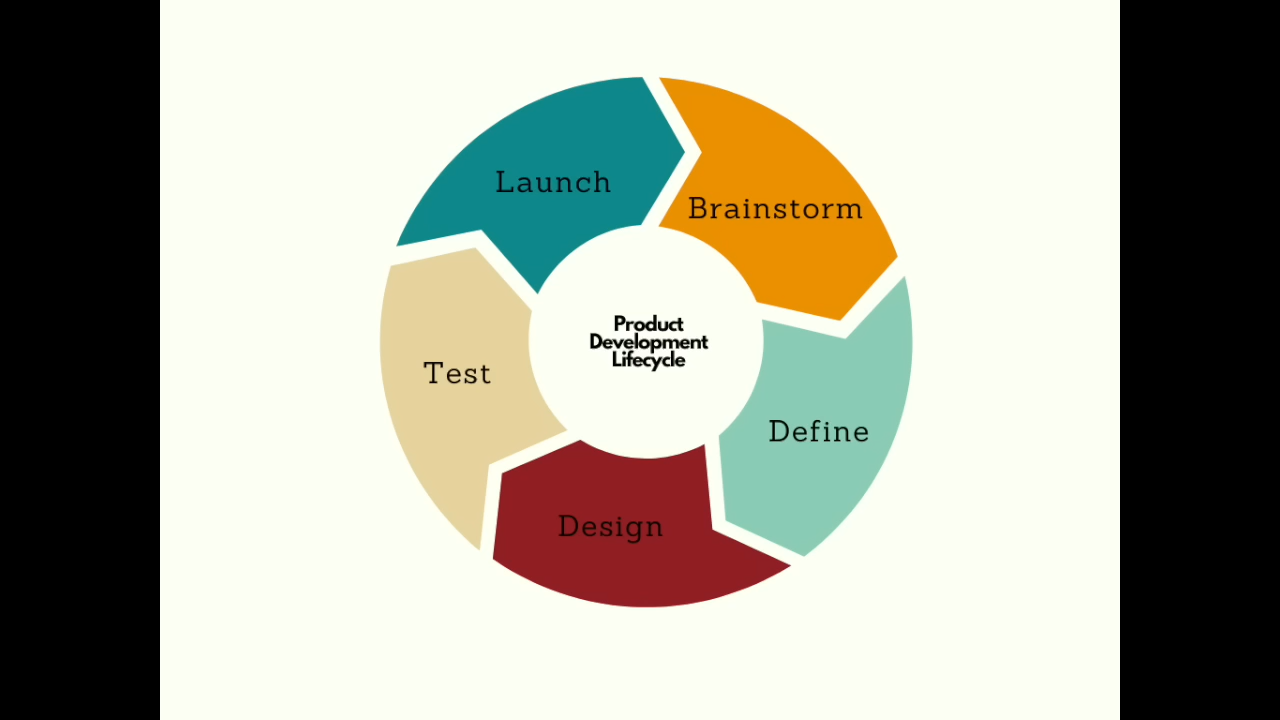 Launch
Brainstorm
Product
Development
Lifecycle
Test
Define
Design